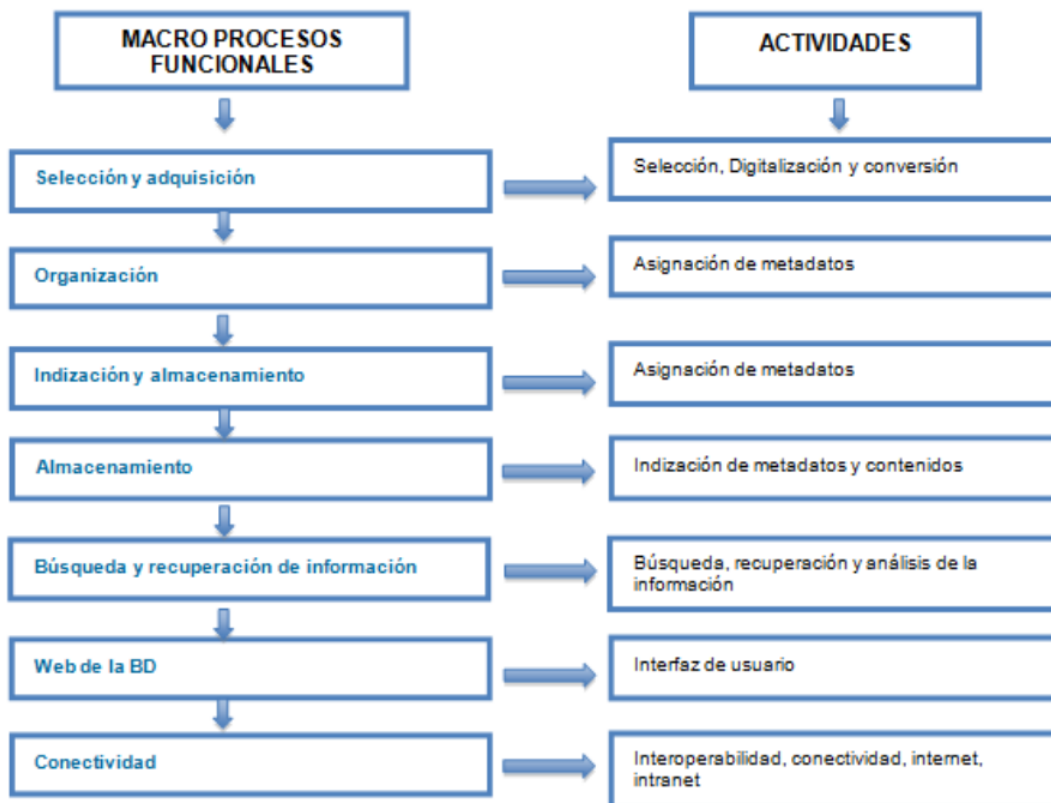 MACRO PROCESOS
FUNCIONALES
ACTIVIDADES
Selección y adquisición
Selección, Digitalización y conversión
Organización
Asignación de metadatos
Indización y almacenamiento
Asignación de metadatos
Almacenamiento
Indización de metadatos y contenidos
Búsqueda y recuperación de información
Búsqueda, recuperación y análisis de la
información
Web de la BD
Interfaz de usuario
Conectividad
Interoperabilidad, conectividad, internet,
intranet